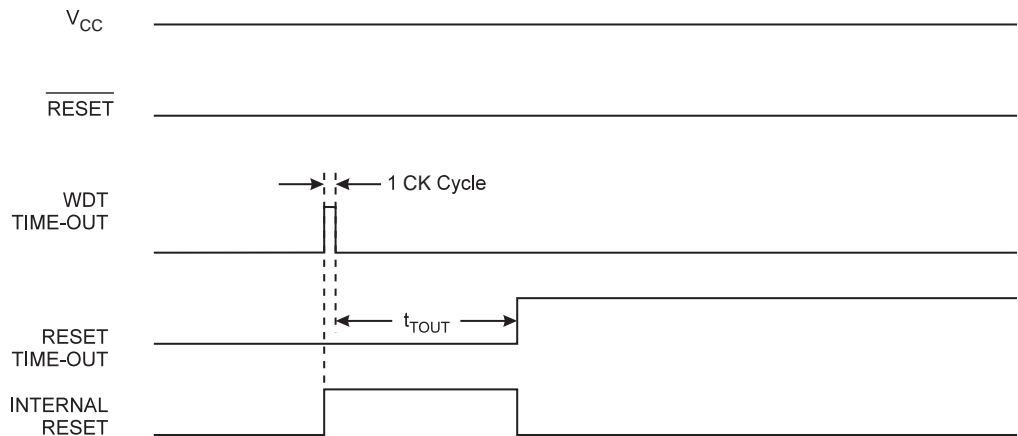 VCC
RESET
1 CK Cycle
WDT
TIME-OUT
tTOUT
RESET
TIME-OUT
INTERNAL
RESET